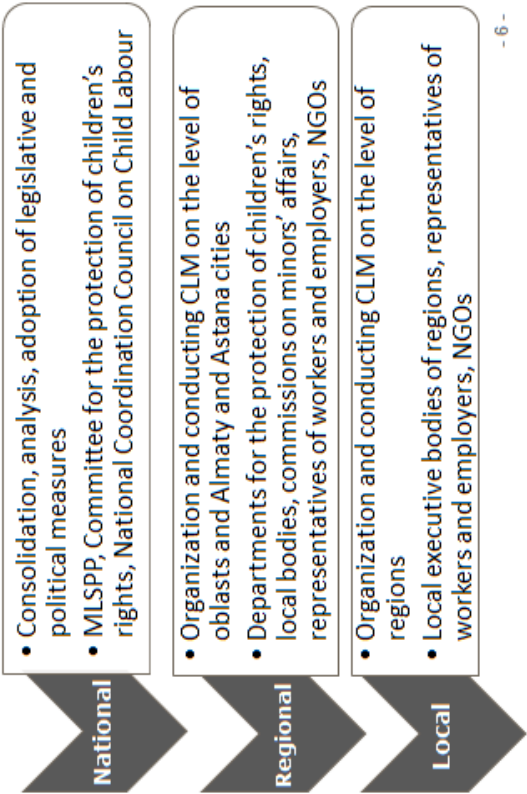 National
• Consolidation, analysis, adoption of legislative and
political measures
• MLSPP, Committee for the protection of children's
rights, National Coordination Council on Child Labour
Regional
• Organization and conducting CLM on the level of
oblasts and Almaty and Astana cities
• Departments for the protection of children's rights,
local bodies, commissions on minors' affairs,
representatives of workers and employers, NGOs
Local
• Organization and conducting CLM on the level of
regions
• Local executive bodies of regions, representatives of
workers and employers, NGOs
- 6 -